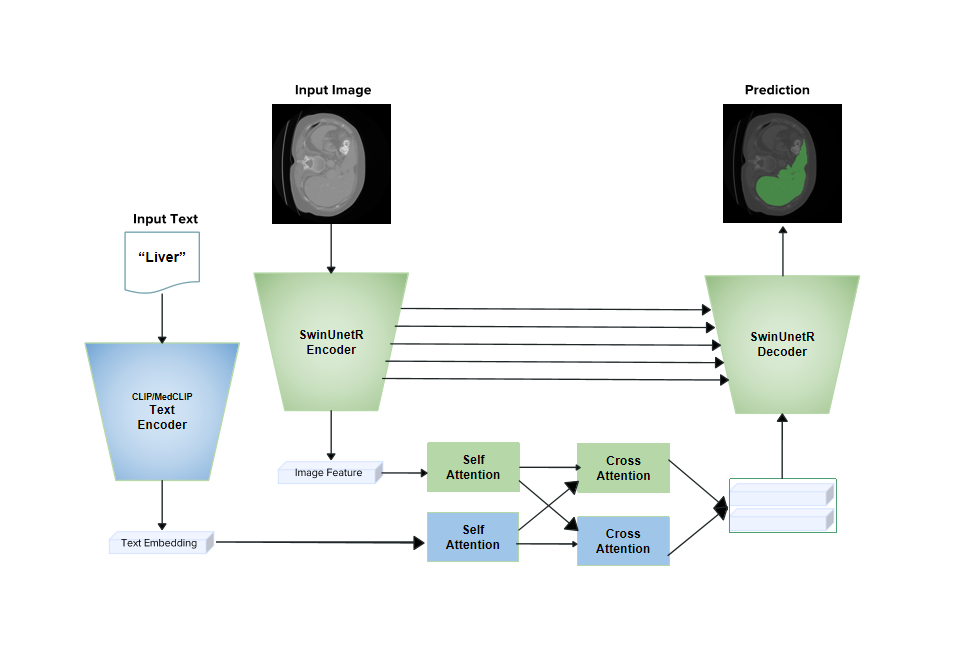 Input Image
Prediction
Input Text
“Liver”
SwinUnetR
Encoder
SwinUnetR
Decoder
CLIP/MedCLIP
Text
Encoder
Image Feature
Self
Attention
Cross
Attention
Text Embedding
Self
Attention
Cross
Attention